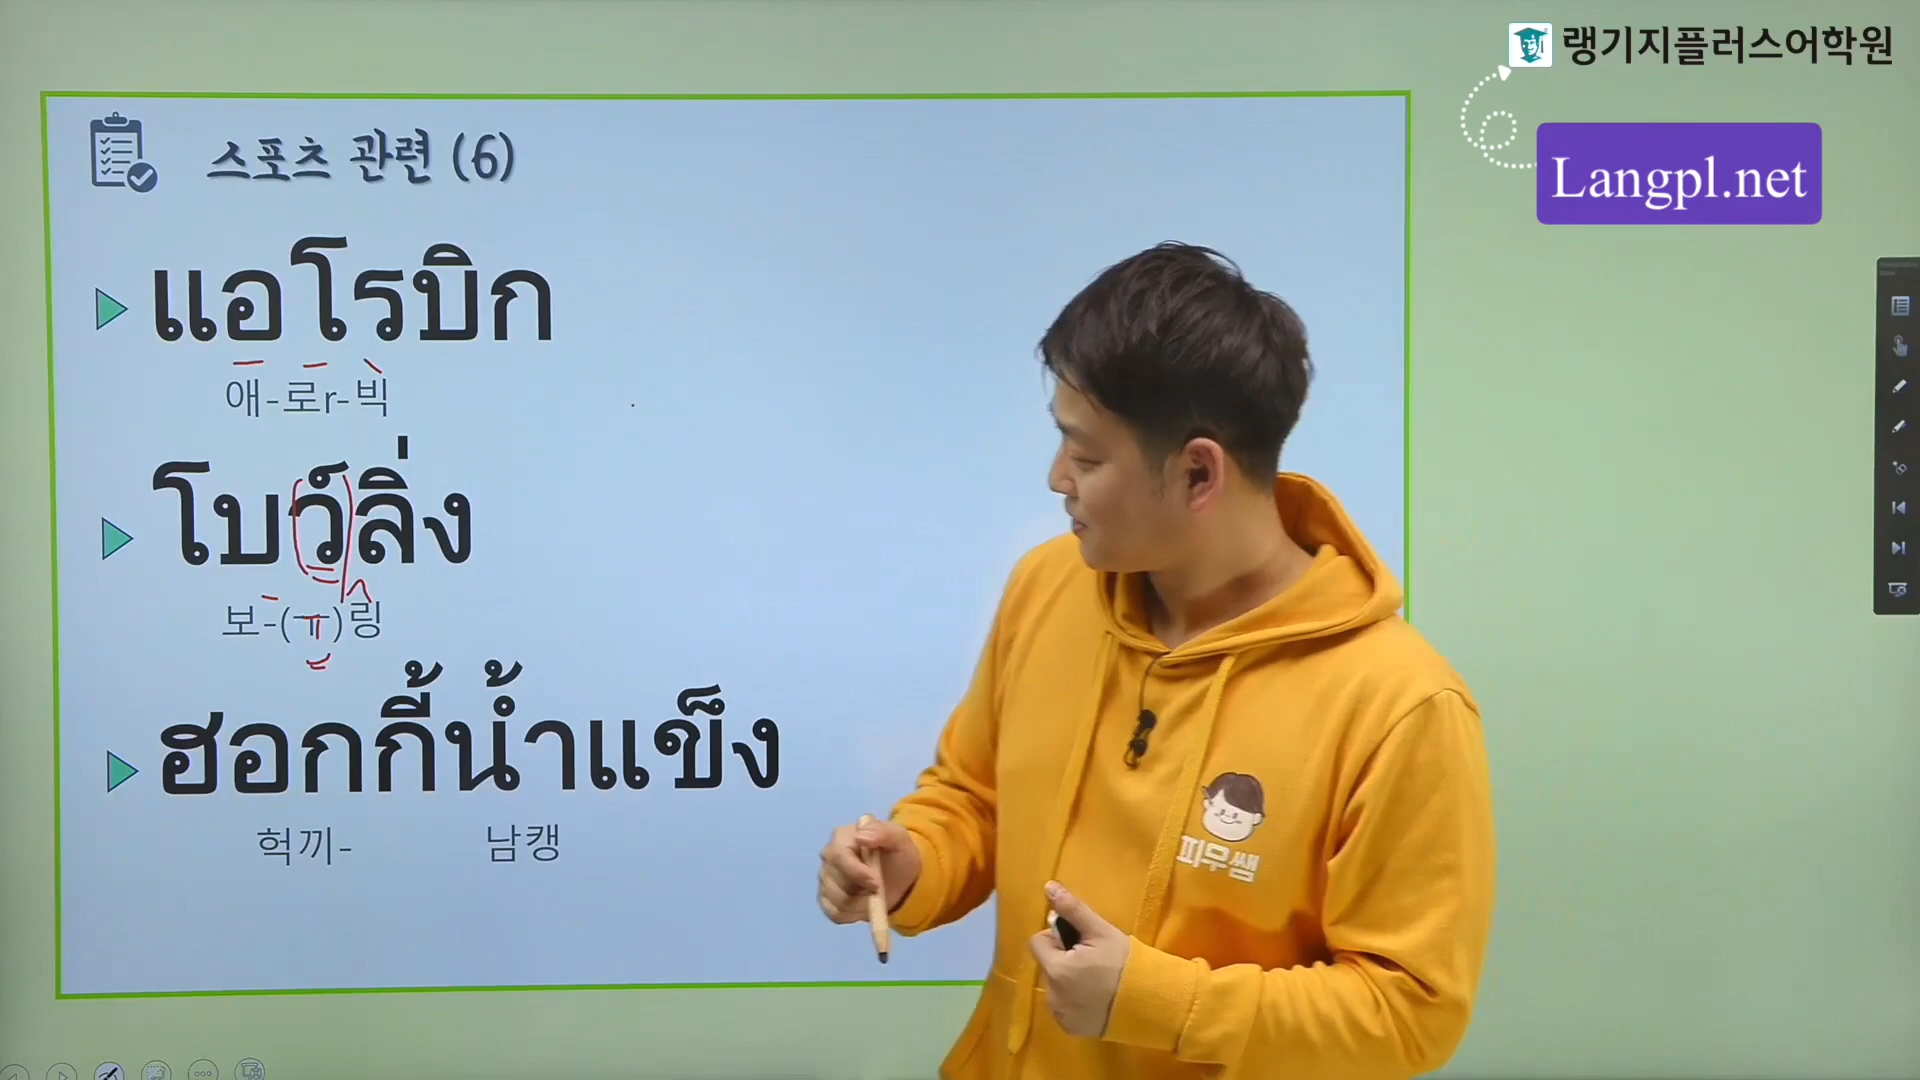 랭기지플러스어학원
Langpl.net
스포츠 관련 (6)
แอโรบิก
애-로r-빅
โบว์ลิ่ง
보-(ㅜ)링
ฮอกกี้น้ำแข็ง
헉끼- 남캥
피무쌤